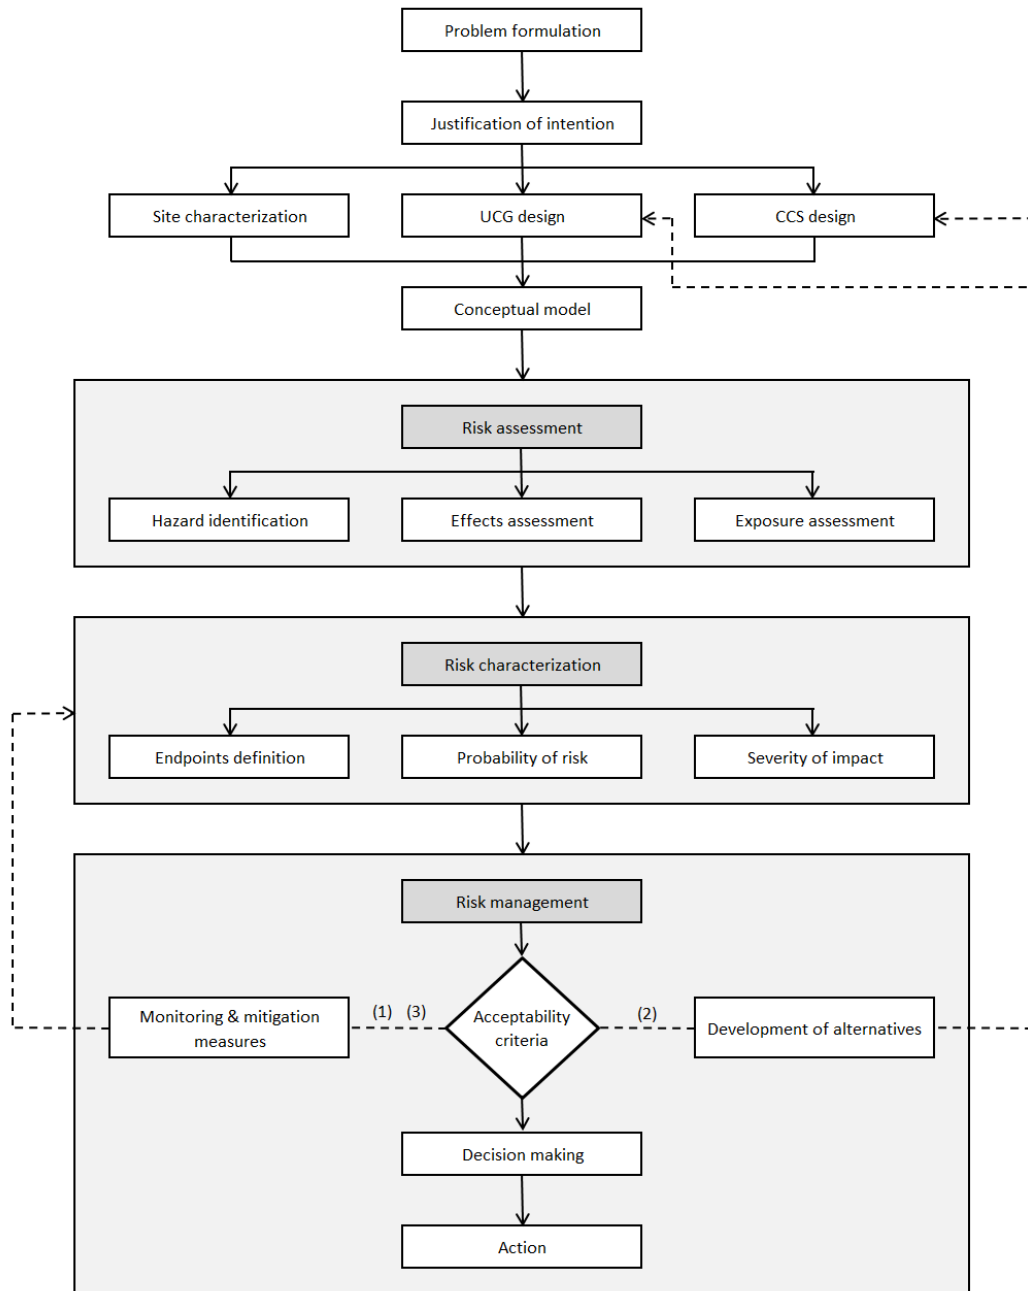 Problem formulation
Justification of intention
Site characterization
UCG design
CCS design
Conceptual model
Risk assessment
Hazard identification
Effects assessment
Exposure assessment
Risk characterization
Endpoints definition
Probability of risk
Severity of impact
Risk management
Monitoring & mitigation
measures
(1) (3)
Acceptability
criteria
(2)
Development of alternatives
Decision making
Action